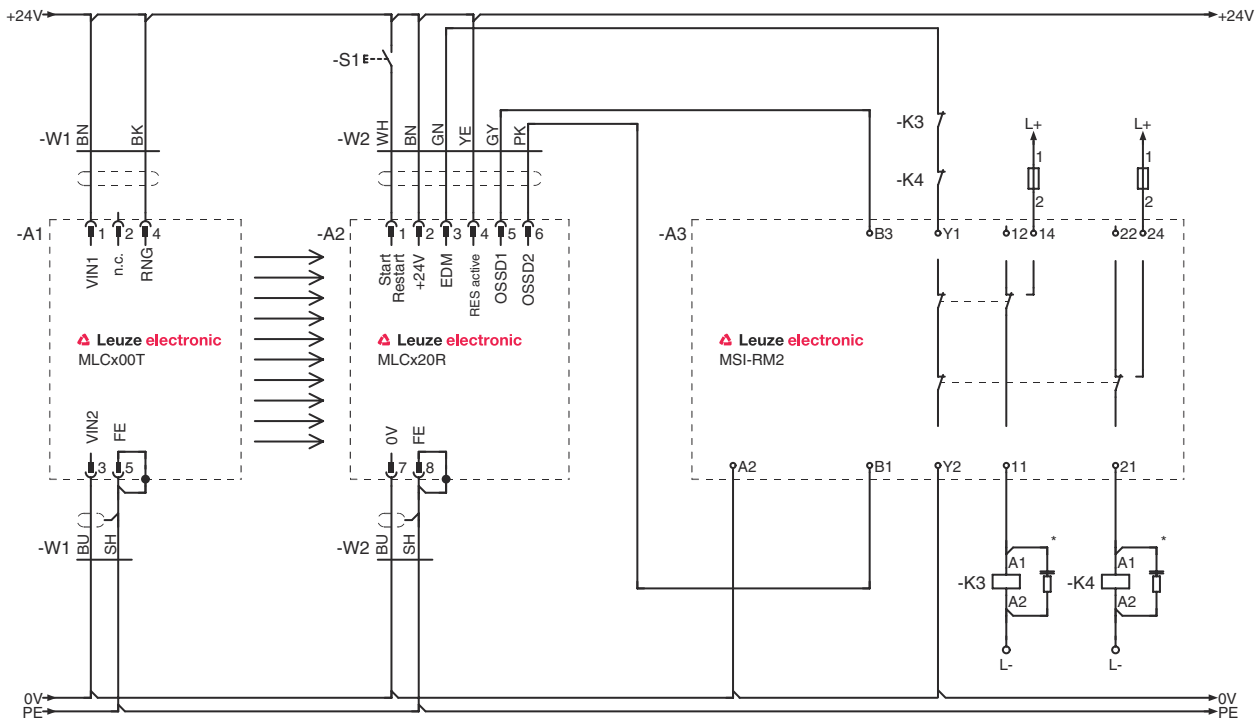 +24V +24V
-S1
-W1 BN BK
-W2 WH BN GN YE GY PK
-K3
-K4
L+ L+
1 1
2 2
-A1 1 2 4
VIN1 n.c. RNG
-A2 1 2 3 4 5 6
Start Restart +24V EDM RES active OSSD1 OSSD2
-A3 B3 Y1 12 14 22 24
Leuze electronic
MLCx00T
Leuze electronic
MLCx20R
Leuze electronic
MSI-RM2
VIN2 FE
3 5
0V FE
7 8
A2 B1 Y2 11 21
-W1 BU SH
-W2 BU SH
* *
-K3 A1 A2
-K4 A1 A2
L- L-
0V 0V
PE PE